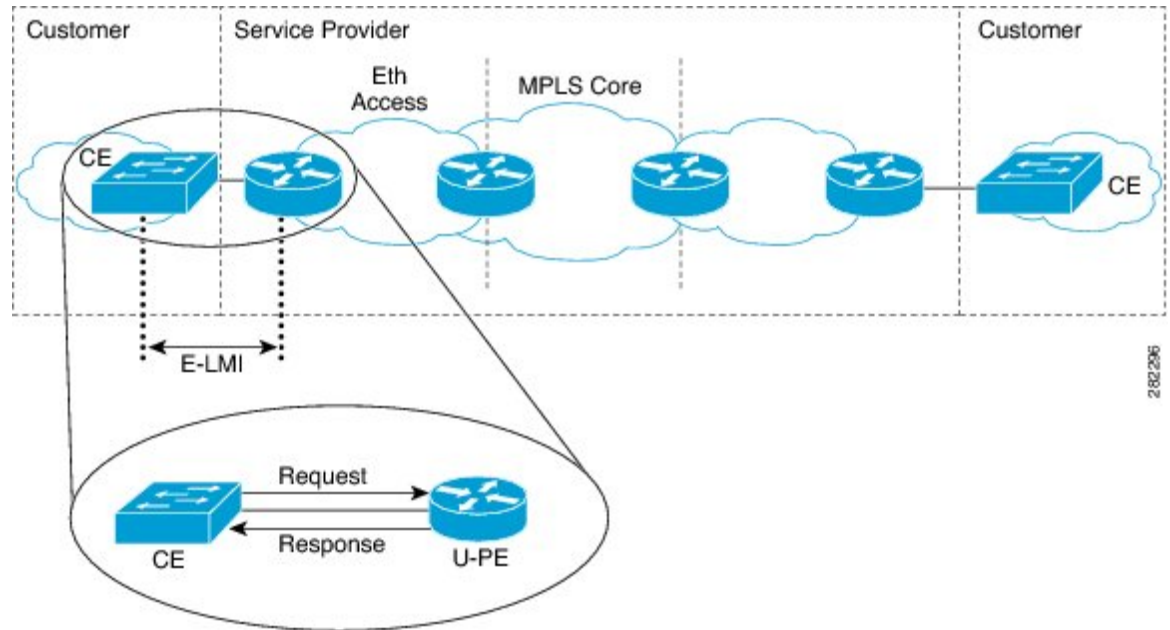 Customer
Service Provider
Customer
Eth
Access
MPLS Core
CE
CE
E-LMI
282296
Request
Response
CE
U-PE